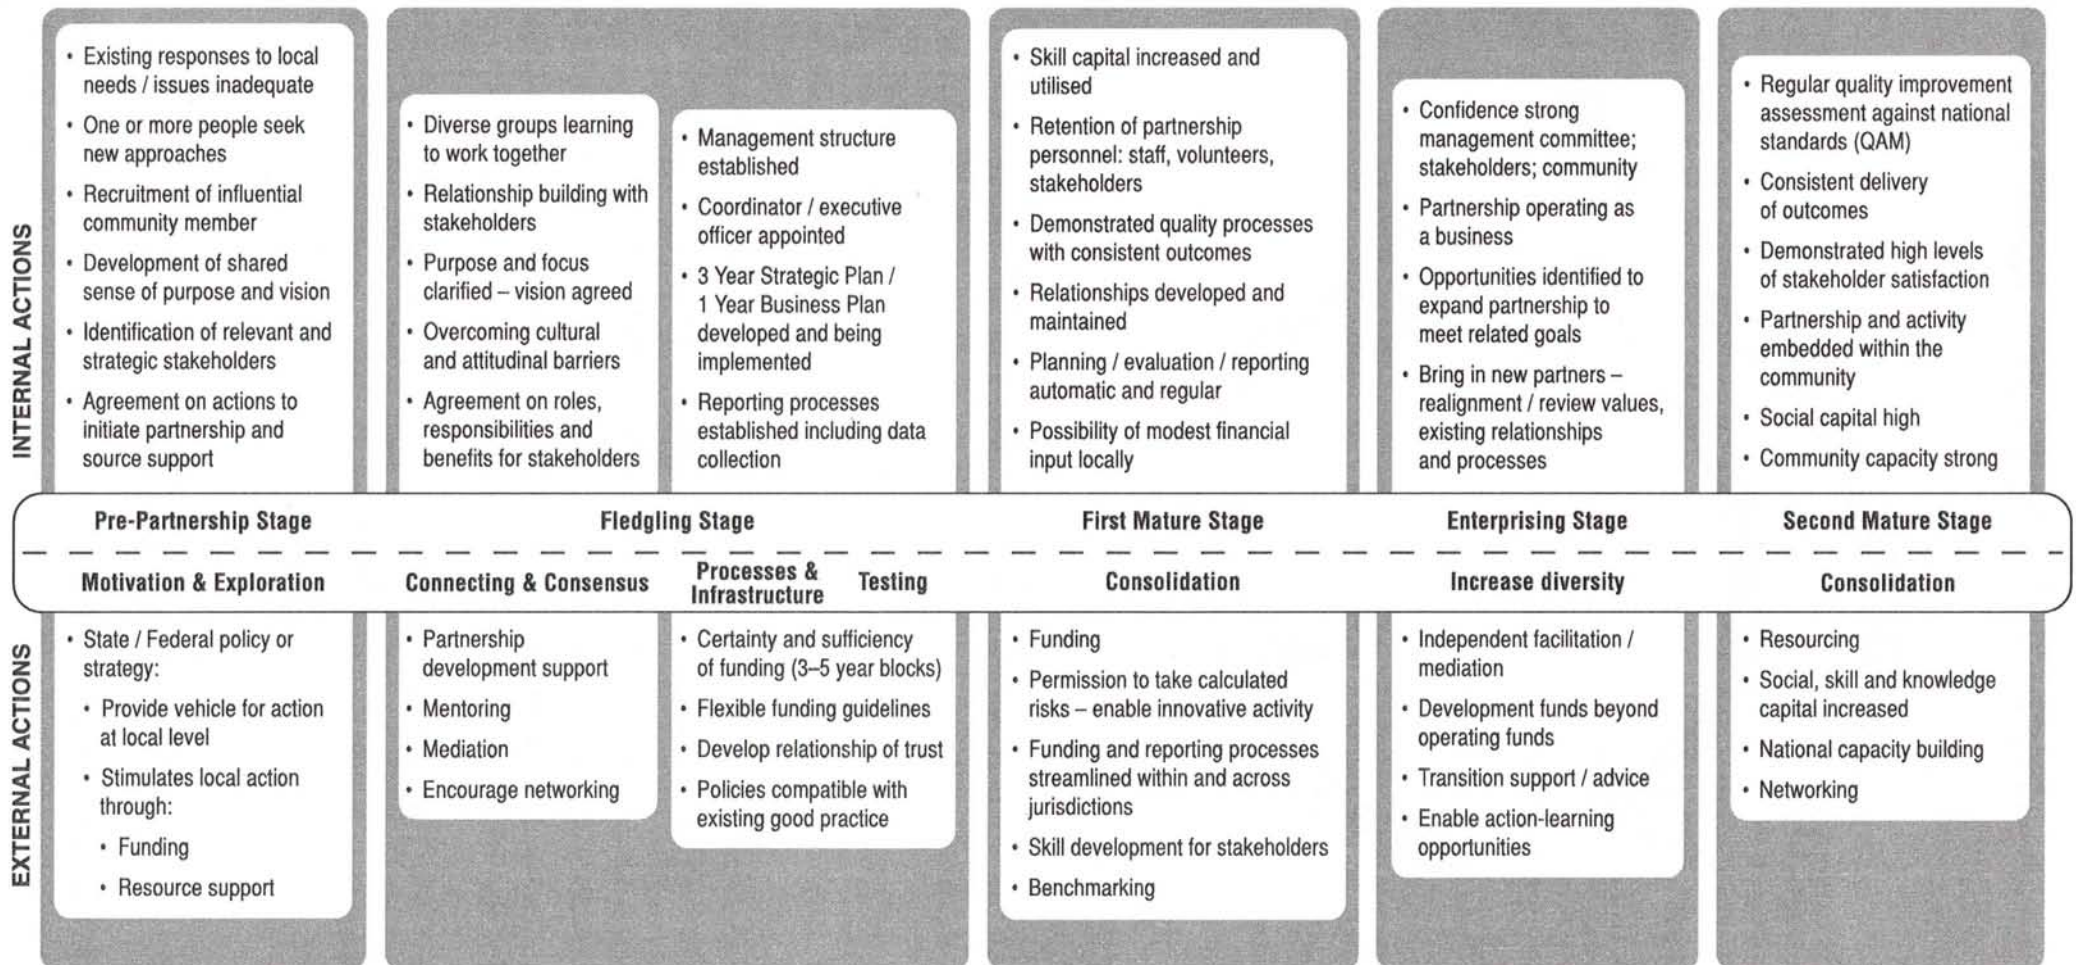 INTERNAL ACTIONS
• Existing responses to local
needs / issues inadequate
• One or more people seek
new approaches
• Recruitment of influential
community member
• Development of shared
sense of purpose and vision
• Identification of relevant and
strategic stakeholders
• Agreement on actions to
initiate partnership and
source support
• Diverse groups learning
to work together
• Relationship building with
stakeholders
• Purpose and focus
clarified – vision agreed
• Overcoming cultural
and attitudinal barriers
• Agreement on roles,
responsibilities and
benefits for stakeholders
• Management structure
established
• Coordinator / executive
officer appointed
• 3 Year Strategic Plan /
1 Year Business Plan
developed and being
implemented
• Reporting processes
established including data
collection
• Skill capital increased and
utilised
• Retention of partnership
personnel: staff, volunteers,
stakeholders
• Demonstrated quality processes
with consistent outcomes
• Relationships developed and
maintained
• Planning / evaluation / reporting
automatic and regular
• Possibility of modest financial
input locally
• Confidence strong
management committee;
stakeholders; community
• Partnership operating as
a business
• Opportunities identified to
expand partnership to
meet related goals
• Bring in new partners –
realignment / review values,
existing relationships
and processes
• Regular quality improvement
assessment against national
standards (QAM)
• Consistent delivery
of outcomes
• Demonstrated high levels
of stakeholder satisfaction
• Partnership and activity
embedded within the
community
• Social capital high
• Community capacity strong
Pre-Partnership Stage
Fledgling Stage
First Mature Stage
Enterprising Stage
Second Mature Stage
Motivation & Exploration
Connecting & Consensus
Processes &
Infrastructure
Testing
Consolidation
Increase diversity
Consolidation
EXTERNAL ACTIONS
• State / Federal policy or
strategy:
• Provide vehicle for action
at local level
• Stimulates local action
through:
• Funding
• Resource support
• Partnership
development support
• Mentoring
• Mediation
• Encourage networking
• Certainty and sufficiency
of funding (3–5 year blocks)
• Flexible funding guidelines
• Develop relationship of trust
• Policies compatible with
existing good practice
• Funding
• Permission to take calculated
risks – enable innovative activity
• Funding and reporting processes
streamlined within and across
jurisdictions
• Skill development for stakeholders
• Benchmarking
• Independent facilitation /
mediation
• Development funds beyond
operating funds
• Transition support / advice
• Enable action-learning
opportunities
• Resourcing
• Social, skill and knowledge
capital increased
• National capacity building
• Networking